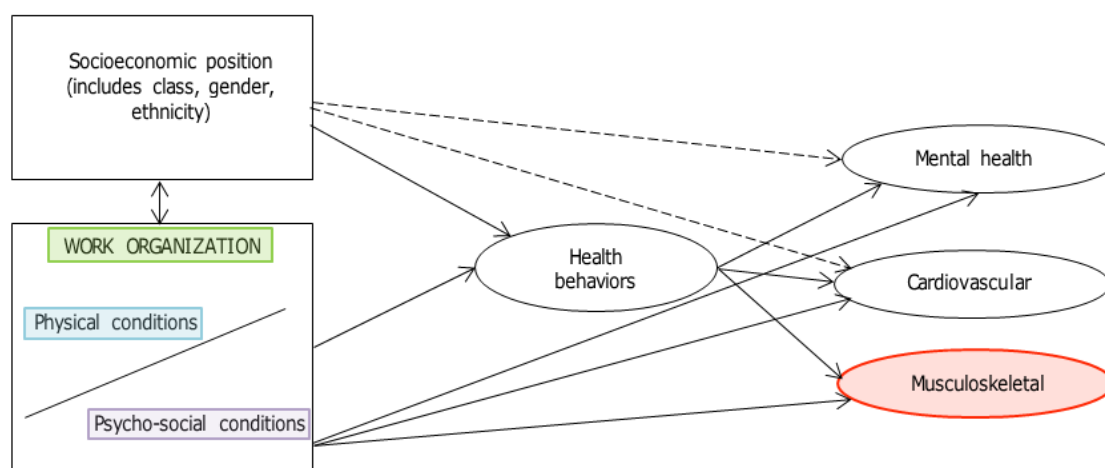 Socioeconomic position
(includes class, gender,
ethnicity)
WORK ORGANIZATION
Physical conditions
Psycho-social conditions
Health
behaviors
Mental health
Cardiovascular
Musculoskeletal